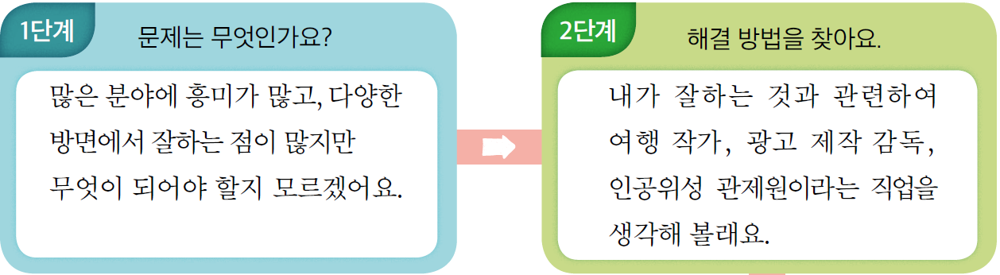 1단계
문제는 무엇인가요?
많은 분야에 흥미가 많고, 다양한
방면에서 잘하는 점이 많지만
무엇이 되어야 할지 모르겠어요.
2단계
해결 방법을 찾아요.
내가 잘하는 것과 관련하여
여행 작가, 광고 제작 감독,
인공위성 관제원이라는 직업을
생각해 볼래요.